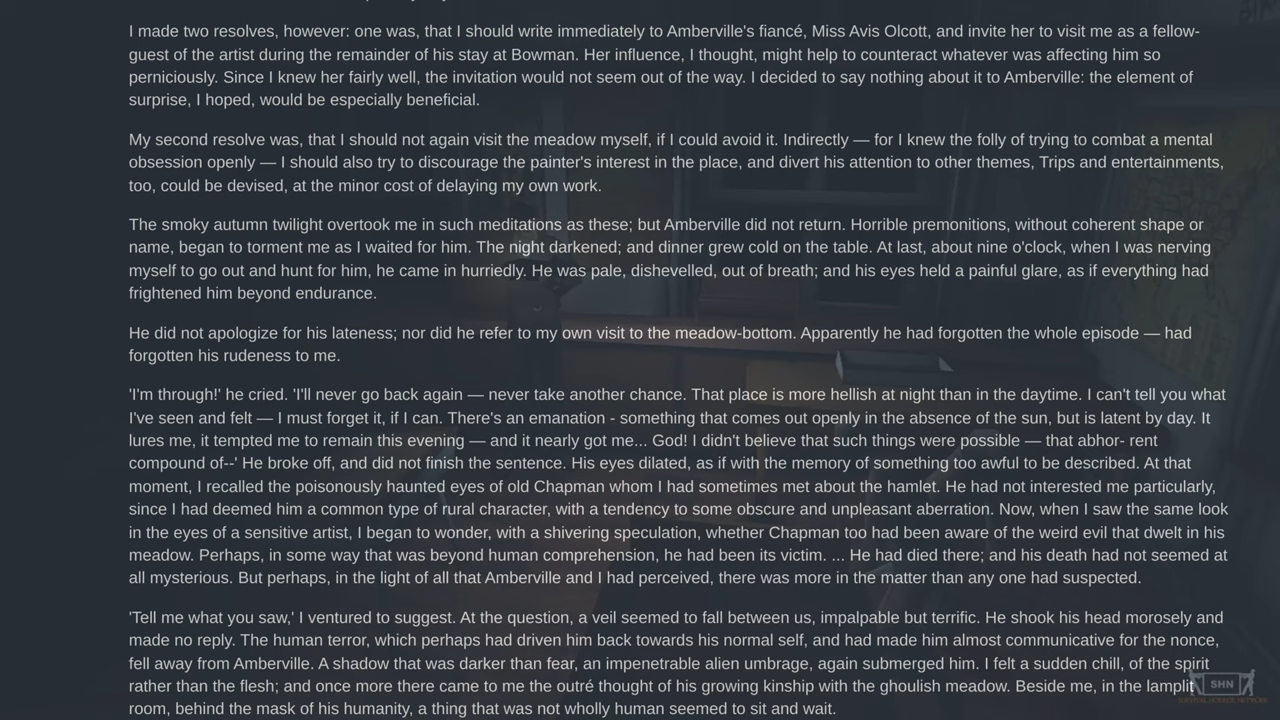 I made two resolves, however: one was, that I should write immediately to Amberville's fiancé, Miss Avis Olcott, and invite her to visit me as a fellow-
guest of the artist during the remainder of his stay at Bowman. Her influence, I thought, might help to counteract whatever was affecting him so
perniciously. Since I knew her fairly well, the invitation would not seem out of the way. I decided to say nothing about it to Amberville: the element of
surprise, I hoped, would be especially beneficial.
My second resolve was, that I should not again visit the meadow myself, if I could avoid it. Indirectly — for I knew the folly of trying to combat a mental
obsession openly — I should also try to discourage the painter's interest in the place, and divert his attention to other themes, Trips and entertainments,
too, could be devised, at the minor cost of delaying my own work.
The smoky autumn twilight overtook me in such meditations as these; but Amberville did not return. Horrible premonitions, without coherent shape or
name, began to torment me as I waited for him. The night darkened; and dinner grew cold on the table. At last, about nine o'clock, when I was nerving
myself to go out and hunt for him, he came in hurriedly. He was pale, dishevelled, out of breath; and his eyes held a painful glare, as if everything had
frightened him beyond endurance.
He did not apologize for his lateness; nor did he refer to my own visit to the meadow-bottom. Apparently he had forgotten the whole episode — had
forgotten his rudeness to me.
'I'm through!' he cried. 'I'll never go back again — never take another chance. That place is more hellish at night than in the daytime. I can't tell you what
I've seen and felt — I must forget it, if I can. There's an emanation - something that comes out openly in the absence of the sun, but is latent by day. It
lures me, it tempted me to remain this evening — and it nearly got me... God! I didn't believe that such things were possible — that abhor- rent
compound of--' He broke off, and did not finish the sentence. His eyes dilated, as if with the memory of something too awful to be described. At that
moment, I recalled the poisonously haunted eyes of old Chapman whom I had sometimes met about the hamlet. He had not interested me particularly,
since I had deemed him a common type of rural character, with a tendency to some obscure and unpleasant aberration. Now, when I saw the same look
in the eyes of a sensitive artist, I began to wonder, with a shivering speculation, whether Chapman too had been aware of the weird evil that dwelt in his
meadow. Perhaps, in some way that was beyond human comprehension, he had been its victim. ... He had died there; and his death had not seemed at
all mysterious. But perhaps, in the light of all that Amberville and I had perceived, there was more in the matter than any one had suspected.
'Tell me what you saw,' I ventured to suggest. At the question, a veil seemed to fall between us, impalpable but terrific. He shook his head morosely and
made no reply. The human terror, which perhaps had driven him back towards his normal self, and had made him almost communicative for the nonce,
fell away from Amberville. A shadow that was darker than fear, an impenetrable alien umbrage, again submerged him. I felt a sudden chill, of the spirit
rather than the flesh; and once more there came to me the outré thought of his growing kinship with the ghoulish meadow. Beside me, in the lamplit
room, behind the mask of his humanity, a thing that was not wholly human seemed to sit and wait.
SHN